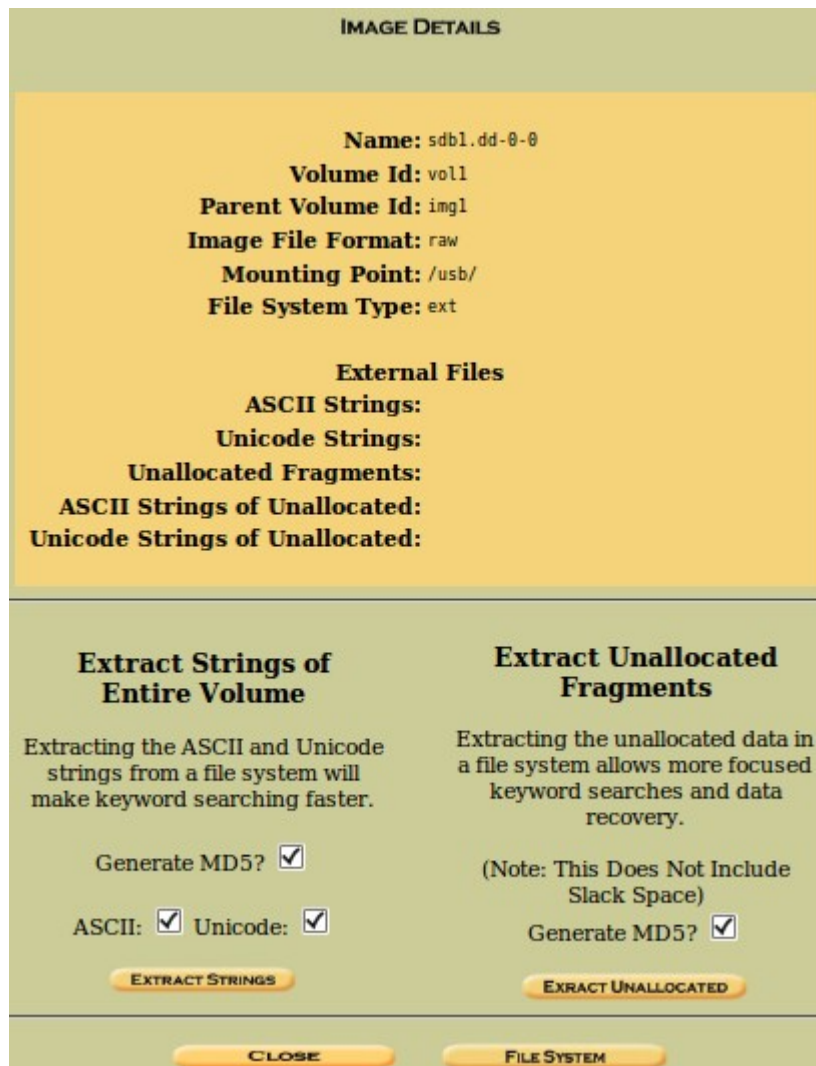 IMAGE DETAILS
Name: sdb1.dd-0-0
Volume Id: vol1
Parent Volume Id: img1
Image File Format: raw
Mounting Point: /usb/
File System Type: ext
External Files
ASCII Strings:
Unicode Strings:
Unallocated Fragments:
ASCII Strings of Unallocated:
Unicode Strings of Unallocated:
Extract Strings of
Entire Volume
Extracting the ASCII and Unicode
strings from a file system will
make keyword searching faster.
Generate MD5?
ASCII: Unicode:
EXTRACT STRINGS
Extract Unallocated
Fragments
Extracting the unallocated data in
a file system allows more focused
keyword searches and data
recovery.
(Note: This Does Not Include
Slack Space)
Generate MD5?
EXRACT UNALLOCATED
CLOSE
FILE SYSTEM